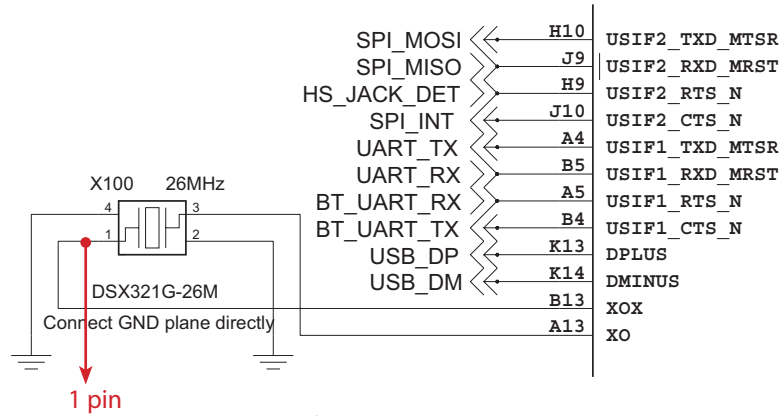 SPI_MOSI H10 USIF2_TXD_MTSR
SPI_MISO J9 USIF2_RXD_MRST
HS_JACK_DET H9 USIF2_RTS_N
SPI_INT J10 USIF2_CTS_N
UART_TX A4 USIF1_TXD_MTSR
UART_RX B5 USIF1_RXD_MRST
X100 26MHz
BT_UART_RX A5 USIF1_RTS_N
4 3
BT_UART_TX B4 USIF1_CTS_N
1 2
USB_DP K13 DPLUS
USB_DM K14 DMINUS
DSX321G-26M
B13 XOX
Connect GND plane directly
A13 XO
1 pin